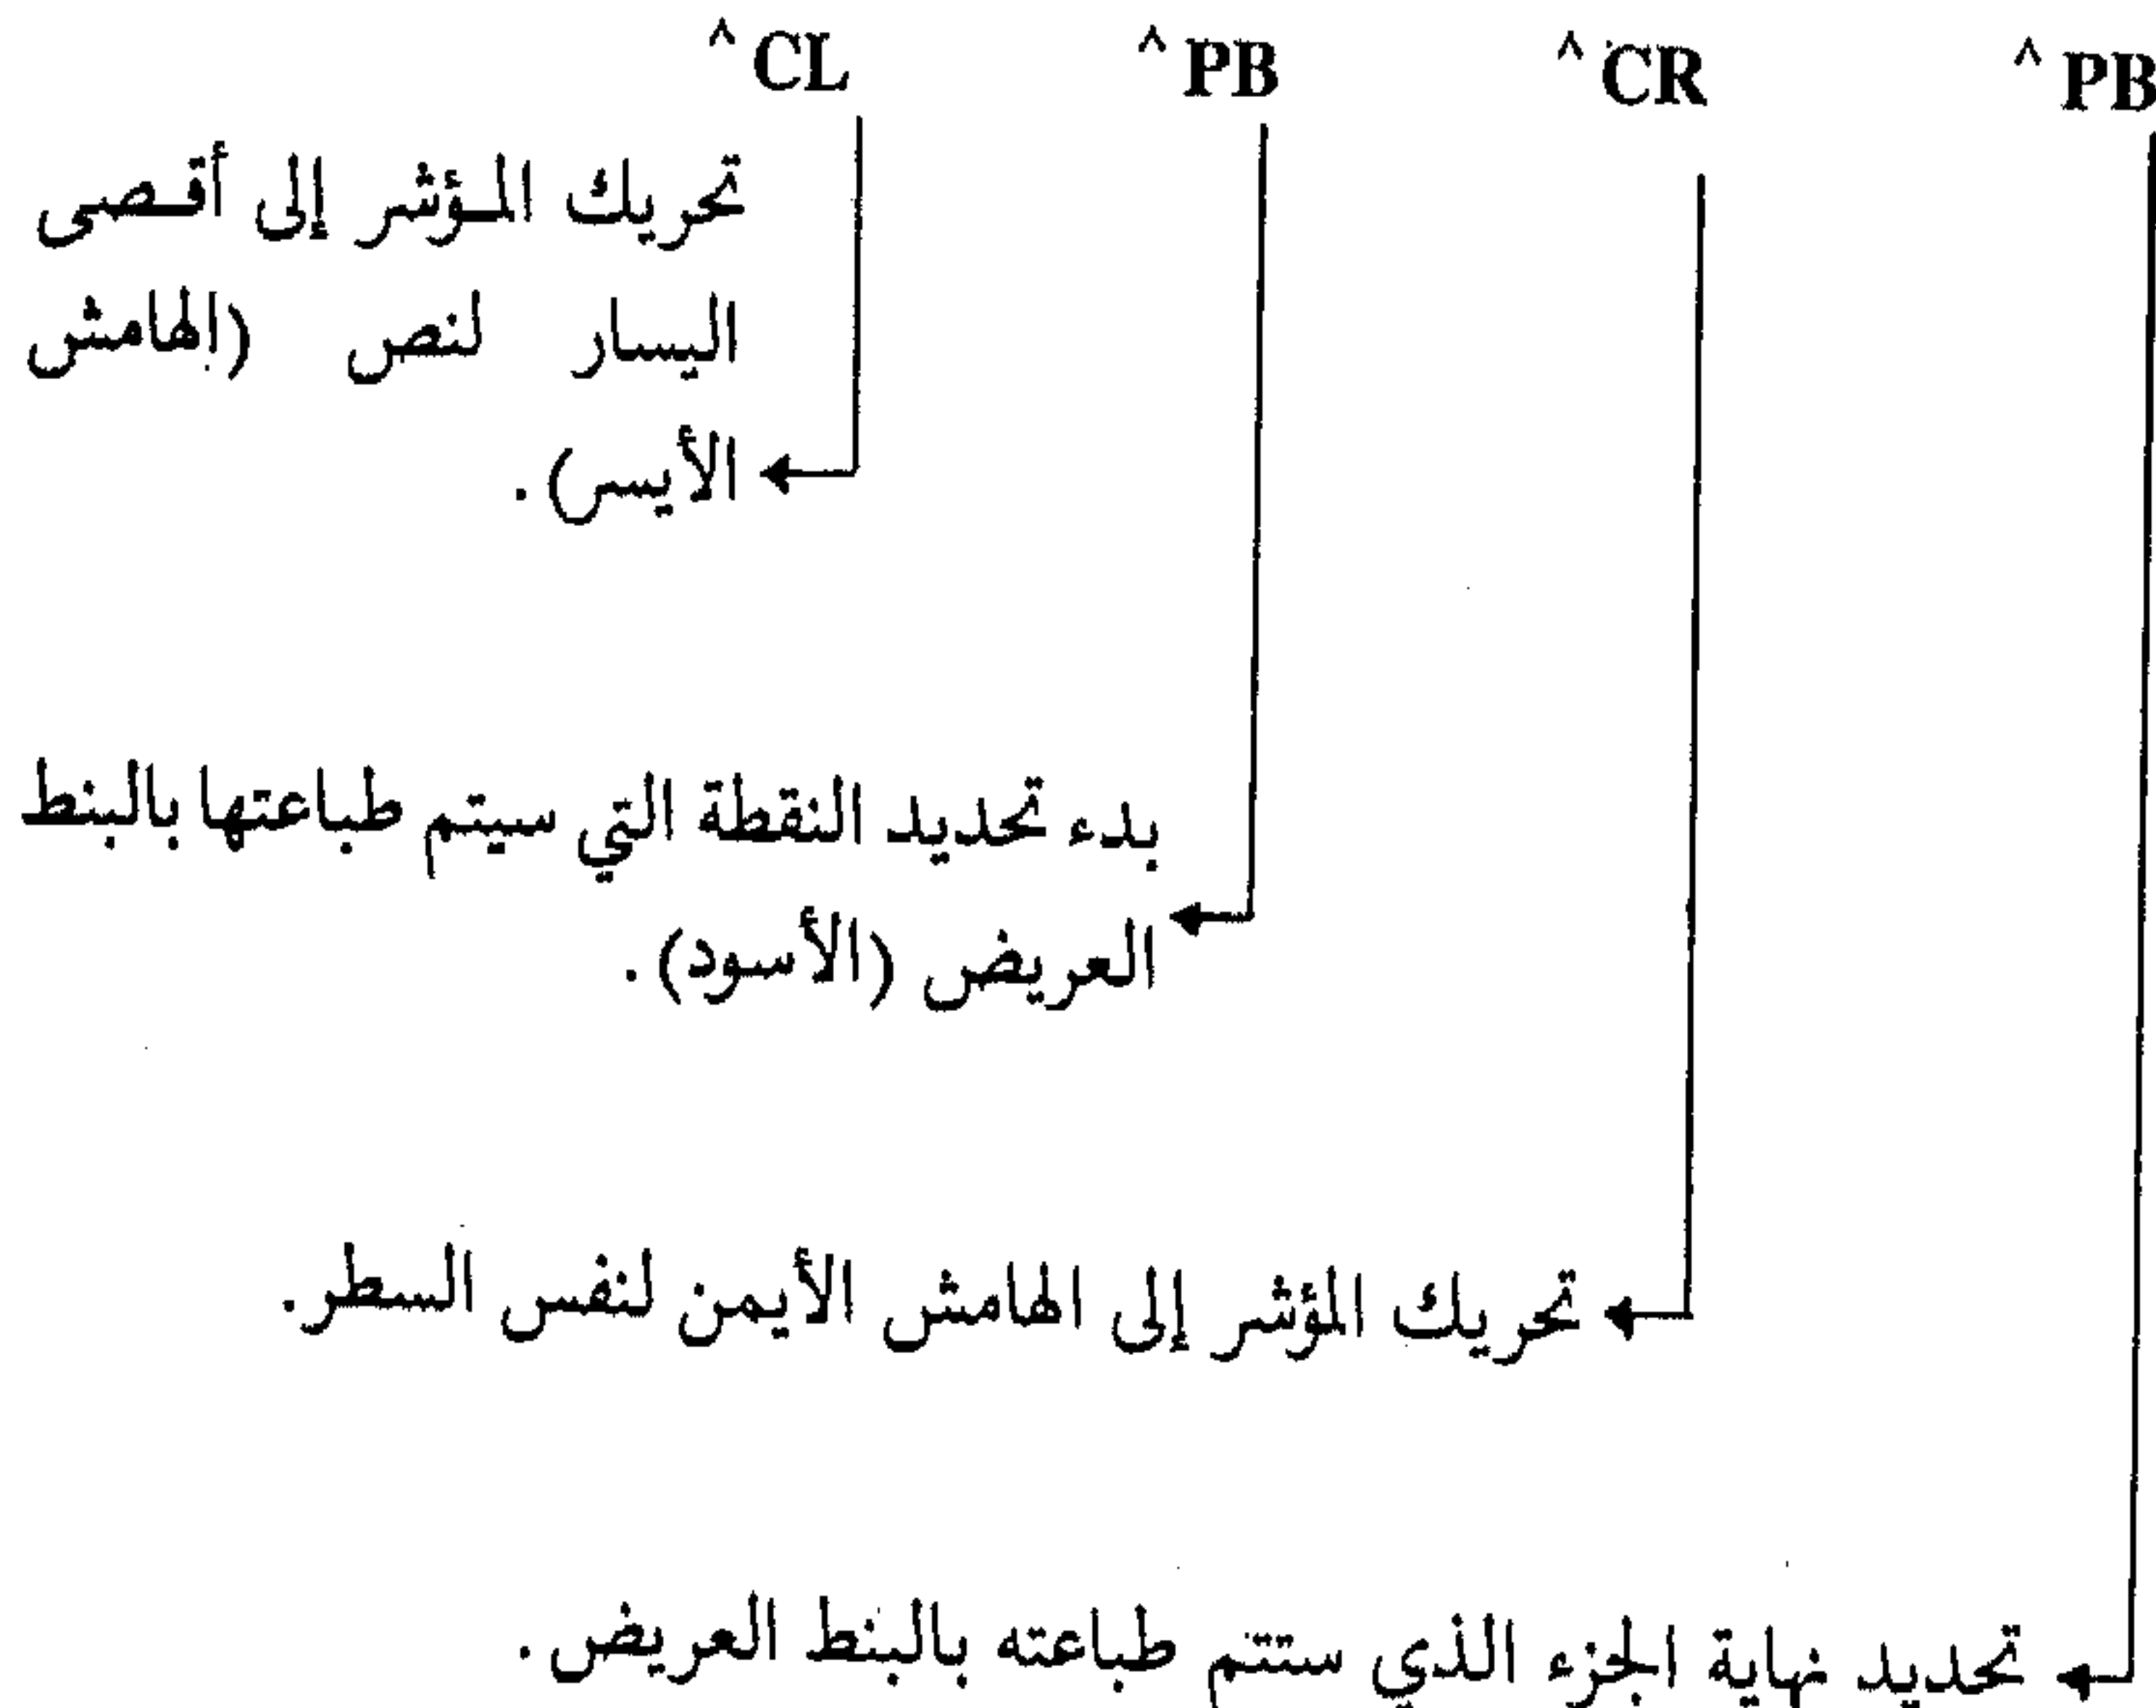 ^ CL ^ PB ^ CR ^ PB
تحريك المؤشر إلى أقصى
اليسار لنص (الهامش
الأيسر).
بدء تحديد النقطة التي سيتم طباعتها بالبنط
العريض (الأسود).
تحريك المؤشر إلى الهامش الأيمن لنفس السطر.
تحديد نهاية الجزء الذي ستتم طباعته بالبنط العريض.